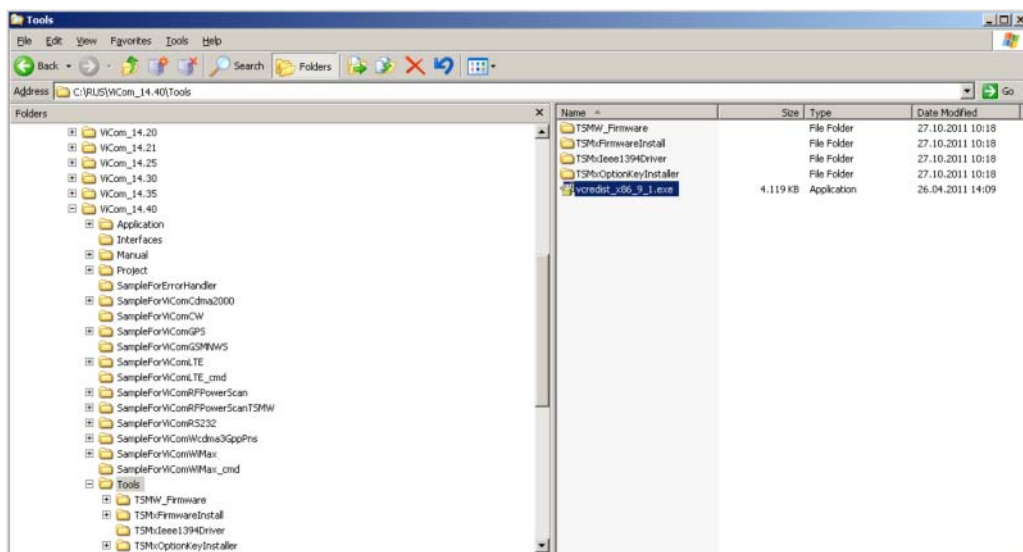 Tools
File Edit View Favorites Tools Help
Back Search Folders
Address C:\RUS\ViCom_14.40\Tools Go
Folders x
ViCom_14.20
ViCom_14.21
ViCom_14.25
ViCom_14.30
ViCom_14.35
ViCom_14.40
Application
Interfaces
Manual
Project
SampleForErrorHandler
SampleForViComCdma2000
SampleForViComCW
SampleForViComGPS
SampleForViComGSMNWS
SampleForViComLTE
SampleForViComLTE_cmd
SampleForViComRFPowerScan
SampleForViComRFPowerScanTSMW
SampleForViComRS232
SampleForViComWcdma3GppPns
SampleForViComWiMax
SampleForViComWiMax_cmd
Tools
TSMW_Firmware
TSMxFirmwareInstall
TSMxIeee1394Driver
TSMxOptionKeyInstaller
Name Size Type Date Modified
TSMW_Firmware File Folder 27.10.2011 10:18
TSMxFirmwareInstall File Folder 27.10.2011 10:18
TSMxIeee1394Driver File Folder 27.10.2011 10:18
TSMxOptionKeyInstaller File Folder 27.10.2011 10:18
vcredist_x86_9_1.exe 4.119 KB Application 26.04.2011 14:09